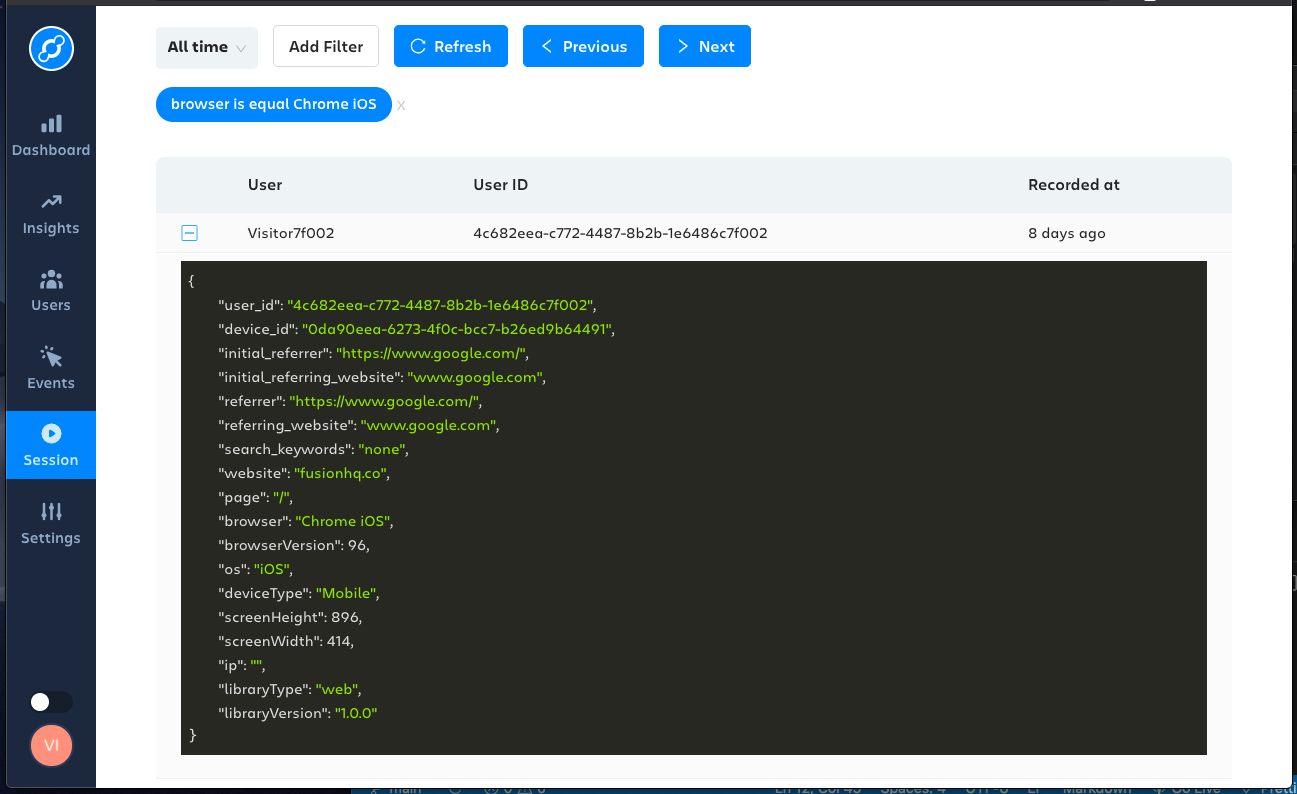 All time
Add Filter
Refresh
Previous
Next
browser is equal Chrome iOS x
Dashboard
Insights
Users
Events
Session
Settings
VI
User User ID Recorded at
Visitor7f002 4c682eea-c772-4487-8b2b-1e6486c7f002 8 days ago
{
"user_id": "4c682eea-c772-4487-8b2b-1e6486c7f002",
"device_id": "0da90eea-6273-4f0c-bcc7-b26ed9b64491",
"initial_referrer": "https://www.google.com/",
"initial_referring_website": "www.google.com",
"referrer": "https://www.google.com/",
"referring_website": "www.google.com",
"search_keywords": "none",
"website": "fusionhq.co",
"page": "/",
"browser": "Chrome iOS",
"browserVersion": 96,
"os": "iOS",
"deviceType": "Mobile",
"screenHeight": 896,
"screenWidth": 414,
"ip": "",
"libraryType": "web",
"libraryVersion": "1.0.0"
}
main